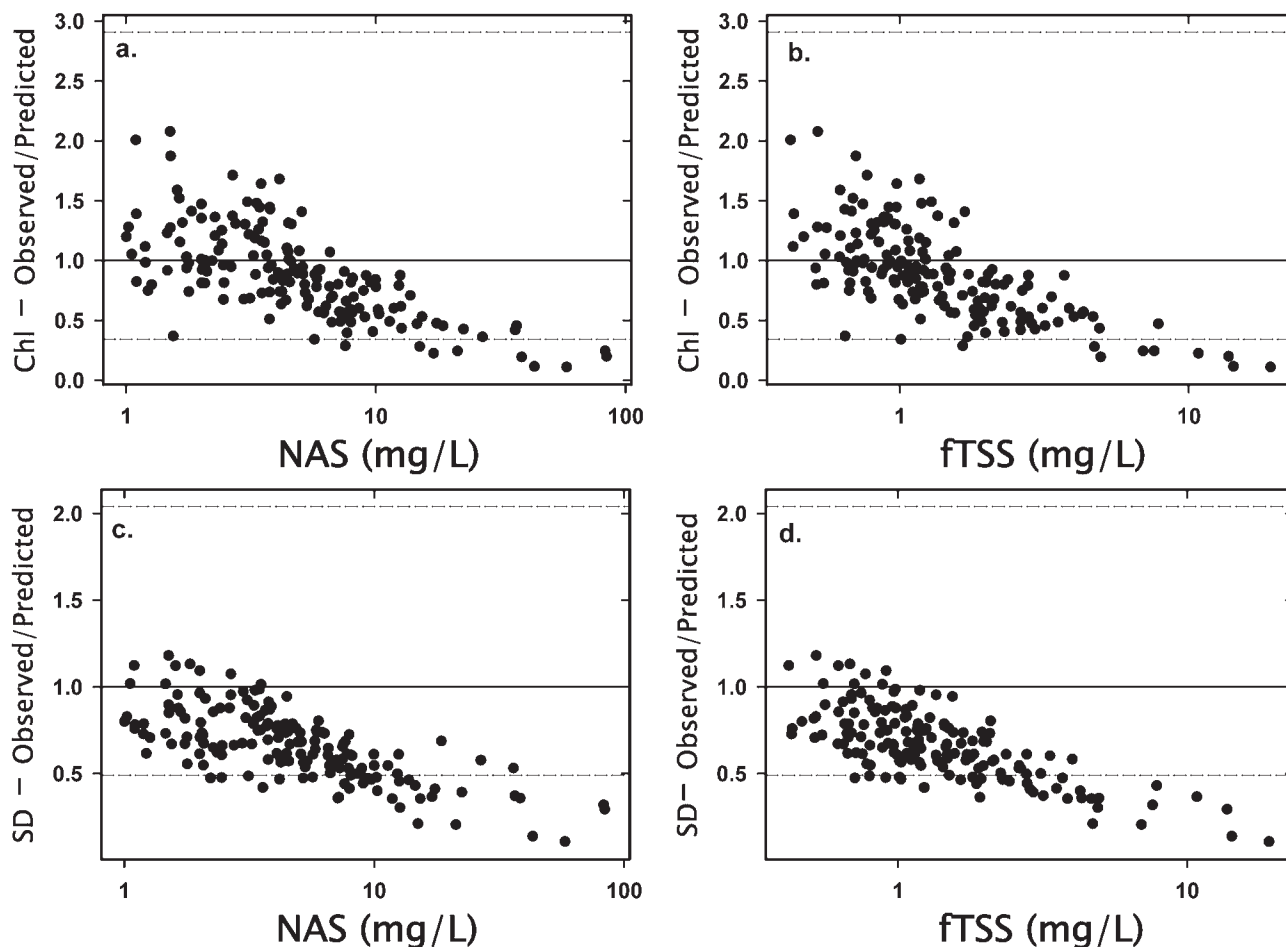 a.
Chl – Observed/Predicted
3.0
2.5
2.0
1.5
1.0
0.5
0.0
1 10 100
NAS (mg/L)
b.
Chl – Observed/Predicted
3.0
2.5
2.0
1.5
1.0
0.5
0.0
1 10
fTSS (mg/L)
c.
SD – Observed/Predicted
2.0
1.5
1.0
0.5
1 10 100
NAS (mg/L)
d.
SD– Observed/Predicted
2.0
1.5
1.0
0.5
1 10
fTSS (mg/L)